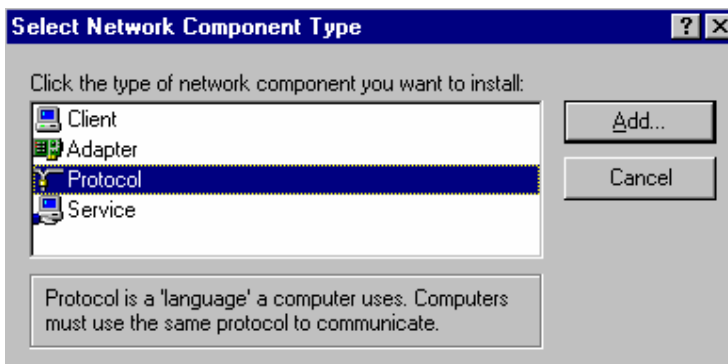 Select Network Component Type
Click the type of network component you want to install:
Client
Adapter
Protocol
Service
Add...
Cancel
Protocol is a 'language' a computer uses. Computers
must use the same protocol to communicate.